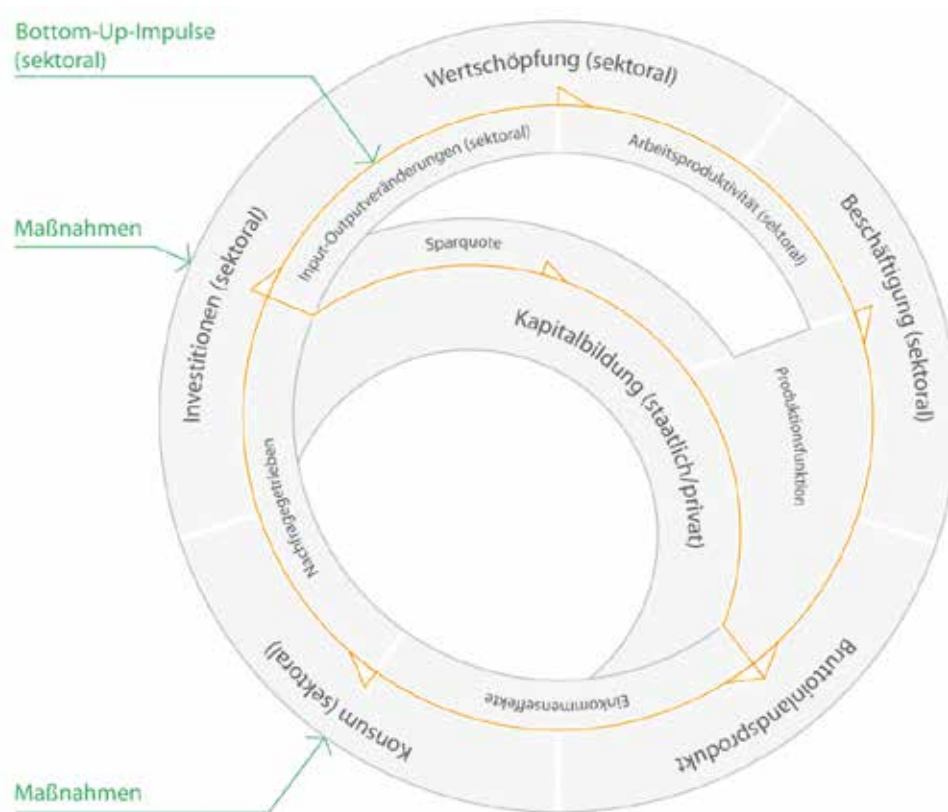 Bottom-Up-Impulse
(sektoral)
Wertschöpfung (sektoral)
Input-Outputveränderungen (sektoral)
Arbeitsproduktivität (sektoral)
Maßnahmen
Investitionen (sektoral)
Sparquote
Beschäftigung (sektoral)
Kapitalbildung (staatlich/privat)
Produktionsfunktion
Nachfragegetrieben
Konsum (sektoral)
Einkommenseffekte
Bruttoinlandsprodukt
Maßnahmen